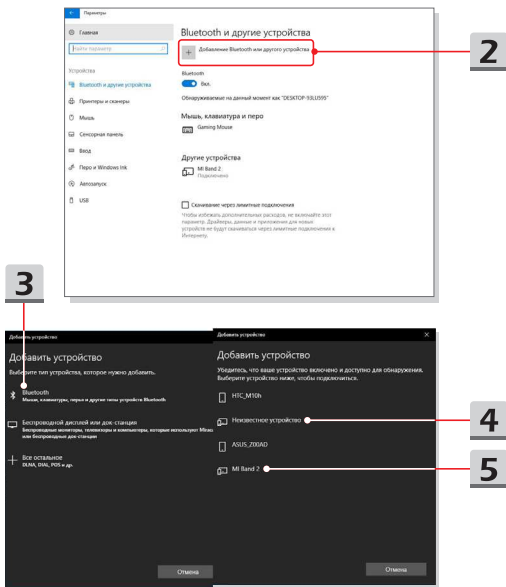 Параметры
Главная
Найти параметр
Устройства
Bluetooth и другие устройства
Принтеры и сканеры
Мышь
Сенсорная панель
Ввод
Перо и Windows Ink
Автозапуск
USB
Bluetooth и другие устройства
Добавление Bluetooth или другого устройства
Bluetooth
Вкл.
Обнаруживаемые на данный момент как "DESKTOP-93LU595"
Мышь, клавиатура и перо
Gaming Mouse
Другие устройства
MI Band 2
Подключено
Скачивание через лимитные подключения
Чтобы избежать дополнительных расходов, не включайте этот
параметр. Драйверы, данные и приложения для новых
устройств не будут скачиваться через лимитные подключения к
Интернету.
2
3
Добавить устройство
Добавить устройство
Выберите тип устройства, которое нужно добавить.
Bluetooth
Мыши, клавиатуры, перья и другие типы устройств Bluetooth
Беспроводной дисплей или док-станция
Беспроводные мониторы, телевизоры и компьютеры, которые используют Mirac
или беспроводные док-станции
Все остальное
DLNA, DIAL, POS и др.
Отмена
Добавить устройство
Добавить устройство
Убедитесь, что ваше устройство включено и доступно для обнаружения.
Выберите устройство ниже, чтобы подключиться.
HTC_M10h
Неизвестное устройство
ASUS_Z00AD
MI Band 2
Отмена
4
5